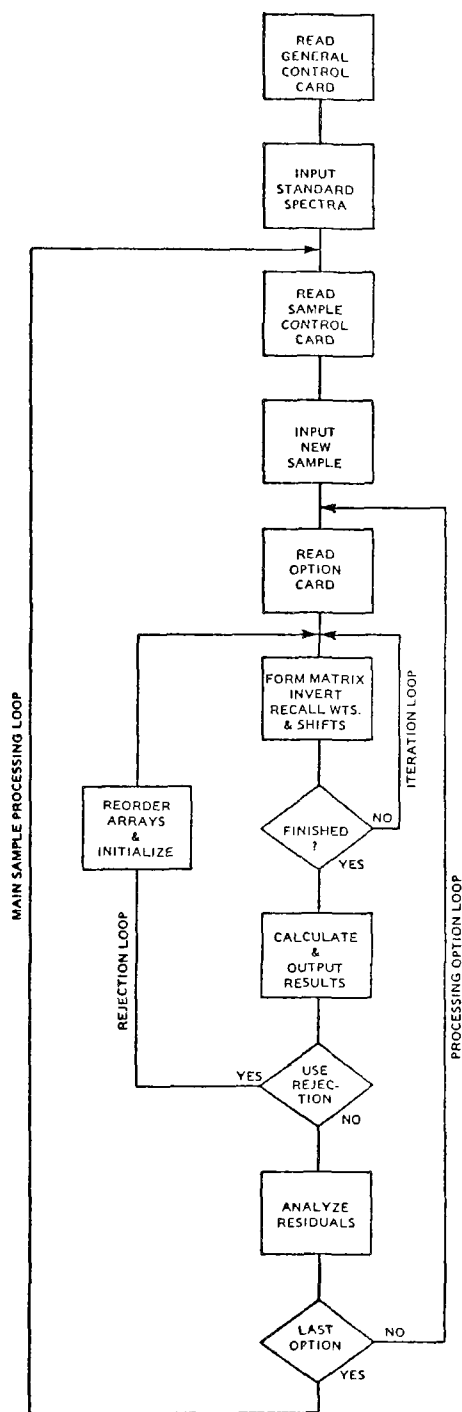 READ
GENERAL
CONTROL
CARD
INPUT
STANDARD
SPECTRA
READ
SAMPLE
CONTROL
CARD
INPUT
NEW
SAMPLE
READ
OPTION
CARD
FORM MATRIX
INVERT
RECALL WTS.
& SHIFTS
ITERATION LOOP
REORDER
ARRAYS
&
INITIALIZE
FINISHED
?
NO
YES
MAIN SAMPLE PROCESSING LOOP
REJECTION LOOP
PROCESSING OPTION LOOP
CALCULATE
&
OUTPUT
RESULTS
YES
USE
REJEC-
TION
NO
ANALYZE
RESIDUALS
LAST
OPTION
NO
YES